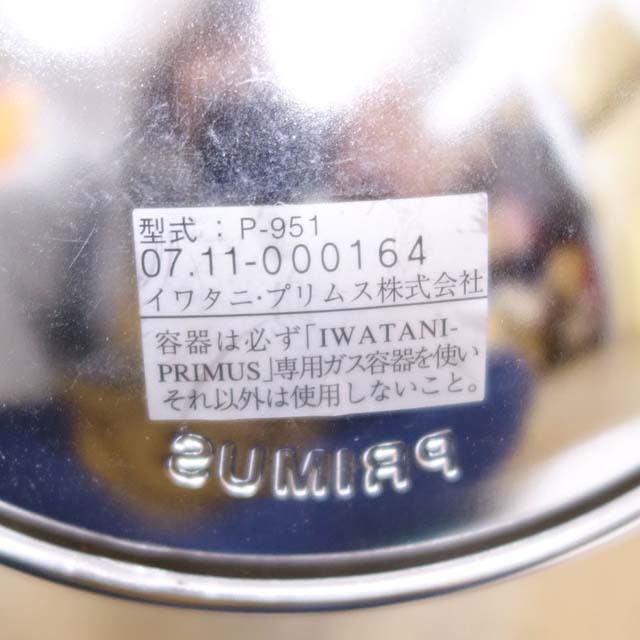 型式 : P-951
07.11-000164
イワタニ・プリムス株式会社
容器は必ず「IWATANI-
PRIMUS」専用ガス容器を使い
それ以外は使用しないこと。
PRIMUS